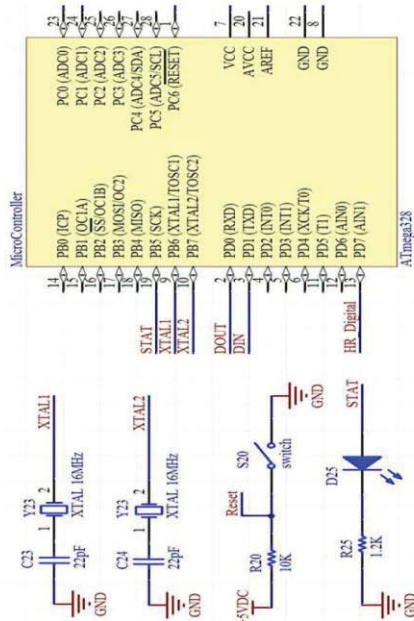 MicroController
23 PC0 (ADC0)
24 PC1 (ADC1)
25 PC2 (ADC2)
26 PC3 (ADC3)
27 PC4 (ADC4/SDA)
28 PC5 (ADC5/SCL)
1 PC6 (RESET)
7 VCC
20 AVCC
21 AREF
22 GND
8 GND
14 PB0 (ICP)
15 PB1 (OC1A)
16 PB2 (SS/OC1B)
17 PB3 (MOSI/OC2)
18 PB4 (MISO)
STAT 19 PB5 (SCK)
XTAL1 9 PB6 (XTAL1/TOSC1)
XTAL2 10 PB7 (XTAL2/TOSC2)
DOUT 2 PD0 (RXD)
DIN 3 PD1 (TXD)
4 PD2 (INT0)
5 PD3 (INT1)
6 PD4 (XCK/T0)
11 PD5 (T1)
12 PD6 (AIN0)
HR_Digital 13 PD7 (AIN1)
ATmega328
XTAL1
Y23
1 2
XTAL 16MHz
C23
22pF
GND
XTAL2
Y23
1 2
XTAL 16MHz
C24
22pF
GND
S20
switch
GND
Reset
R20
10K
5VDC
STAT
D25
R25
1.2K
GND